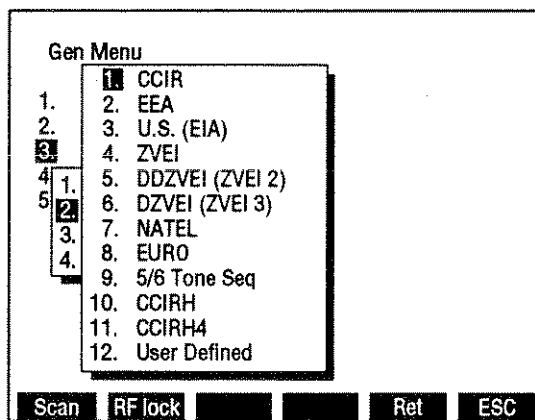 Gen Menu
1. CCIR
2. EEA
3. U.S. (EIA)
4. ZVEI
5. DDZVEI (ZVEI 2)
6. DZVEI (ZVEI 3)
7. NATEL
8. EURO
9. 5/6 Tone Seq
10. CCIRH
11. CCIRH4
12. User Defined
1.
2.
3.
4
5
1.
2.
3.
4.
Scan RF lock Ret ESC